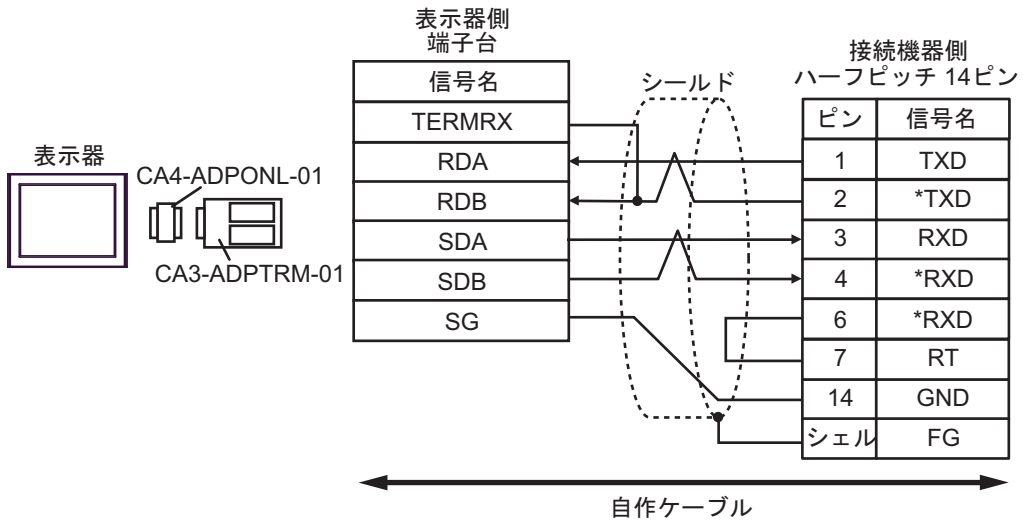 表示器
CA4-ADPONL-01
CA3-ADPTRM-01
表示器側
端子台
信号名
TERMRX
RDA
RDB
SDA
SDB
SG
シールド
接続機器側
ハーフピッチ 14ピン
ピン 信号名
1 TXD
2 *TXD
3 RXD
4 *RXD
6 *RXD
7 RT
14 GND
シェル FG
自作ケーブル